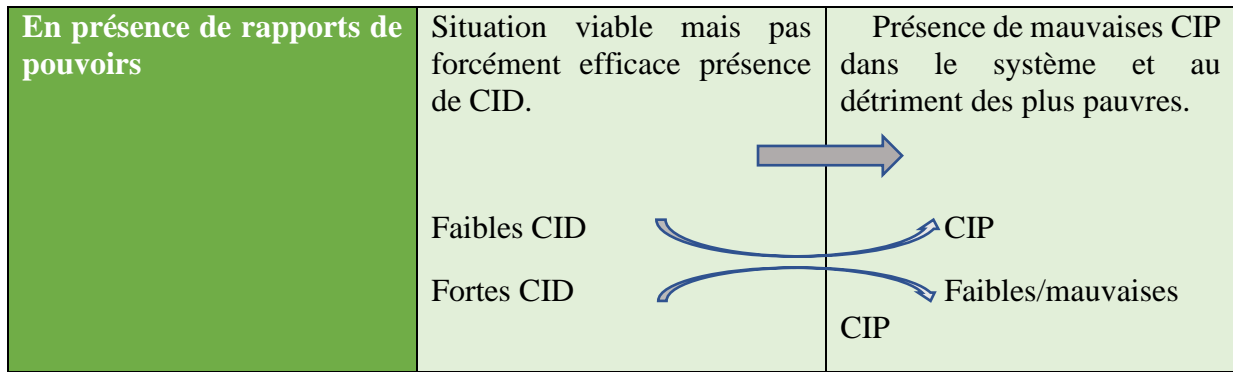 En présence de rapports de
pouvoirs
Situation viable mais pas
forcément efficace présence
de CID.
Faibles CID
Fortes CID
Présence de mauvaises CIP
dans le système et au
détriment des plus pauvres.
CIP
Faibles/mauvaises
CIP